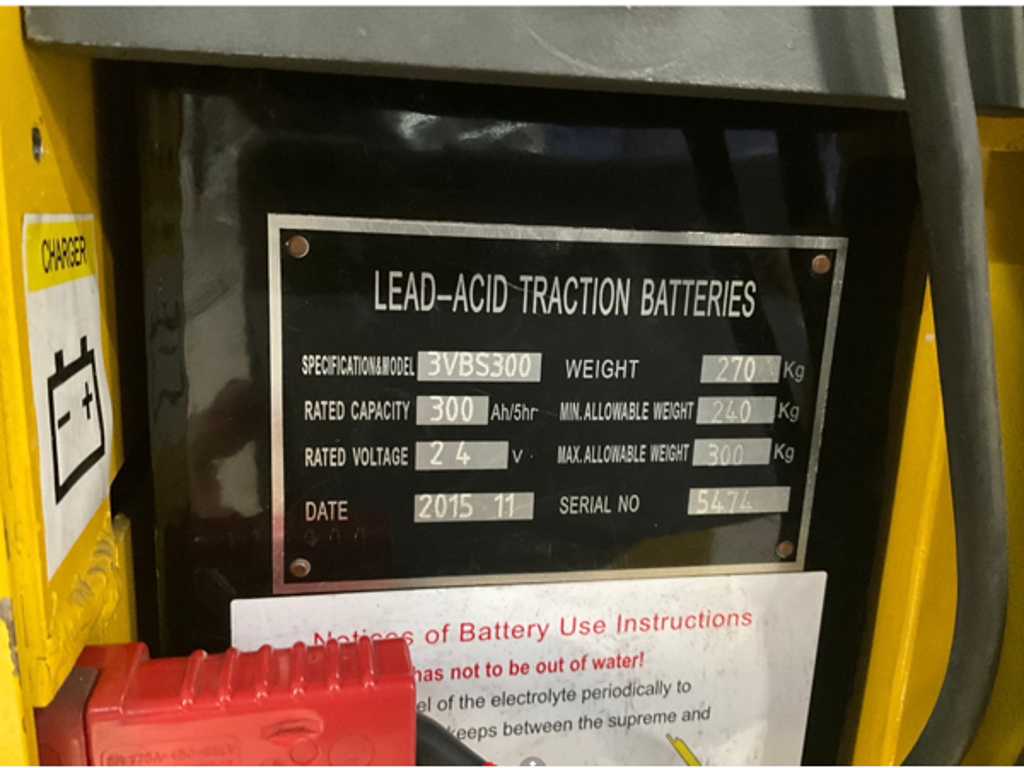 CHARGER
LEAD-ACID TRACTION BATTERIES
SPECIFICATION&MODEL 3VBS300 WEIGHT 270 Kg
RATED CAPACITY 300 Ah/5hr MIN.ALLOWABLE WEIGHT 240 Kg
RATED VOLTAGE 24 V MAX.ALLOWABLE WEIGHT 300 Kg
DATE 2015 11 SERIAL NO 5474
Notices of Battery Use Instructions
has not to be out of water!
of the electrolyte periodically to
keeps between the supreme and